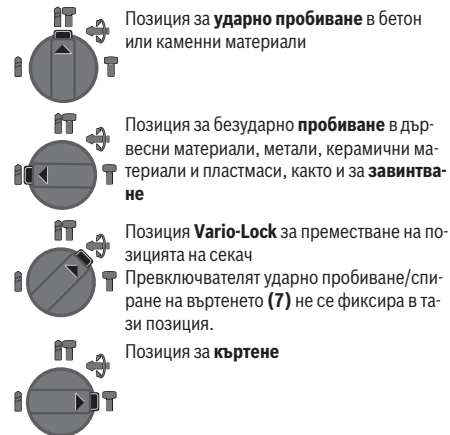 Позиция за ударно пробиване в бетон
или каменни материали
Позиция за безударно пробиване в дър-
весни материали, метали, керамични ма-
териали и пластмаси, както и за завинтва-
не
Позиция Vario-Lock за преместване на по-
зицията на секач
Превключвателят ударно пробиване/спи-
ране на въртенето (7) не се фиксира в та-
зи позиция.
Позиция за къртене